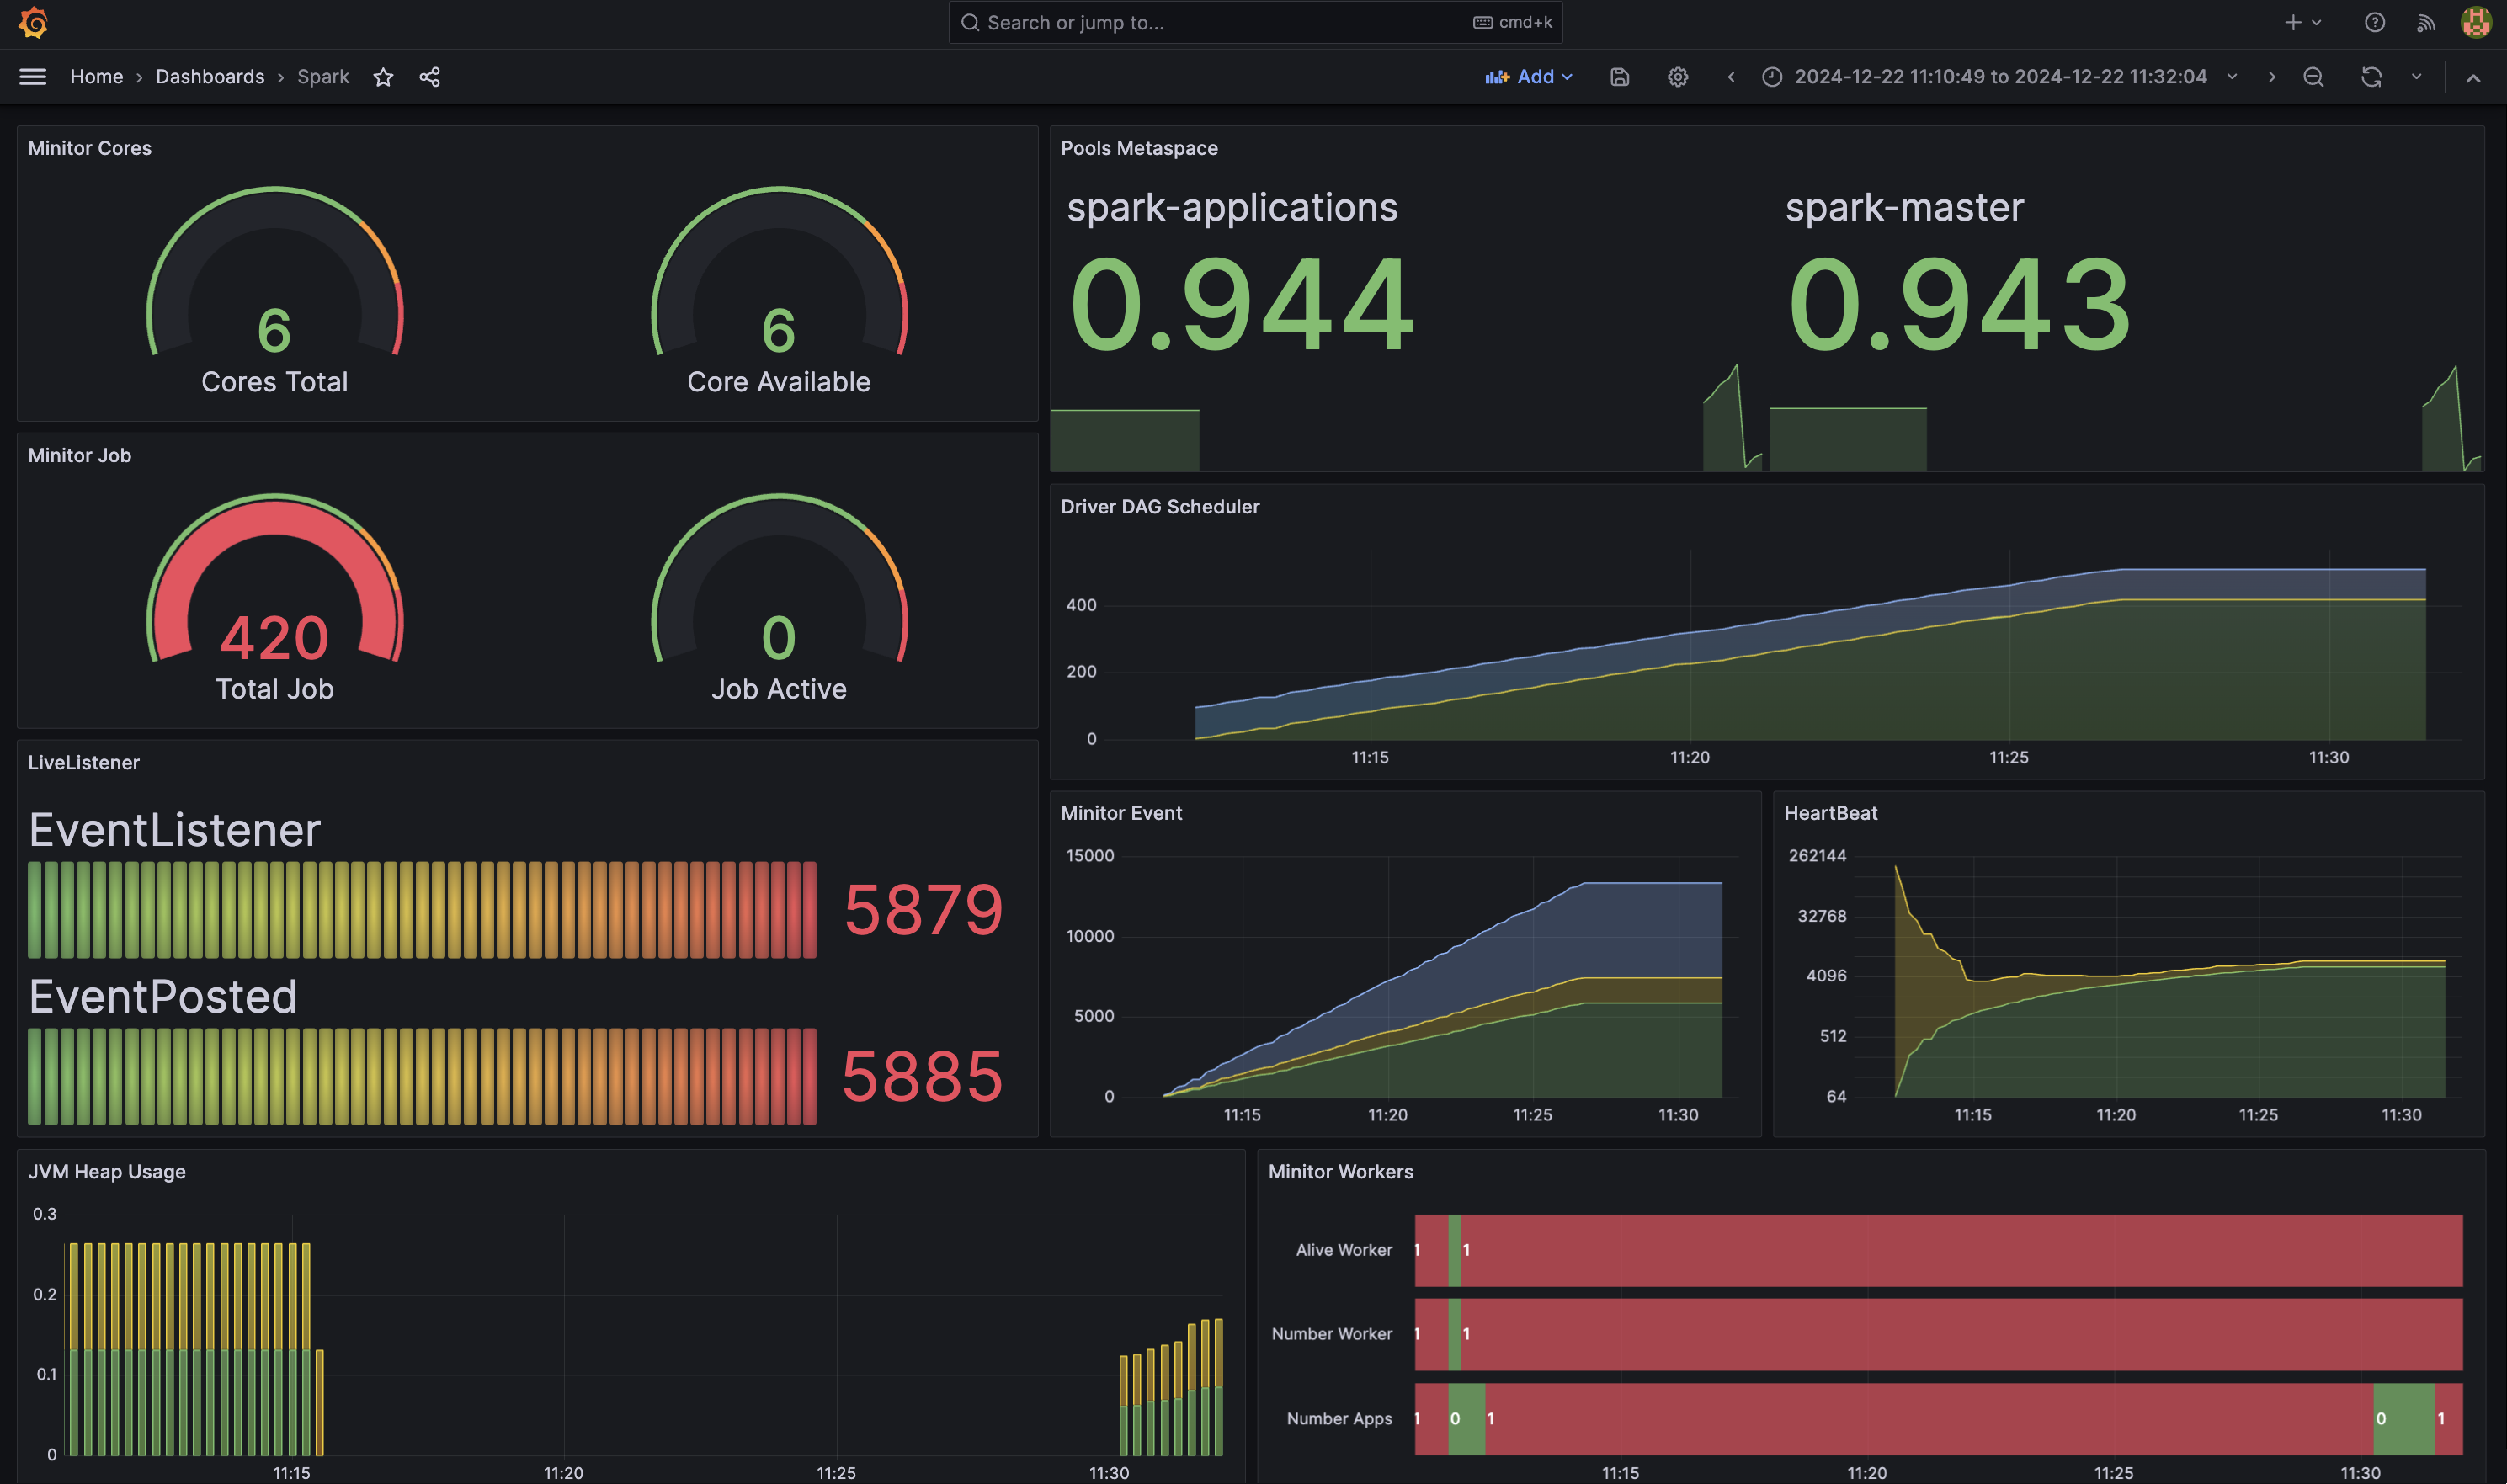 Search or jump to... cmd+k
Home › Dashboards › Spark
Add
2024-12-22 11:10:49 to 2024-12-22 11:32:04
Minitor Cores
6
Cores Total
6
Core Available
Pools Metaspace
spark-applications
0.944
spark-master
0.943
Minitor Job
420
Total Job
0
Job Active
Driver DAG Scheduler
400
200
0
11:15 11:20 11:25 11:30
LiveListener
EventListener
5879
EventPosted
5885
Minitor Event
15000
10000
5000
0
11:15 11:20 11:25 11:30
HeartBeat
262144
32768
4096
512
64
11:15 11:20 11:25 11:30
JVM Heap Usage
0.3
0.2
0.1
0
11:15 11:20 11:25 11:30
Minitor Workers
Alive Worker 1 1
Number Worker 1 1
Number Apps 1 0 1 0 1
11:15 11:20 11:25 11:30